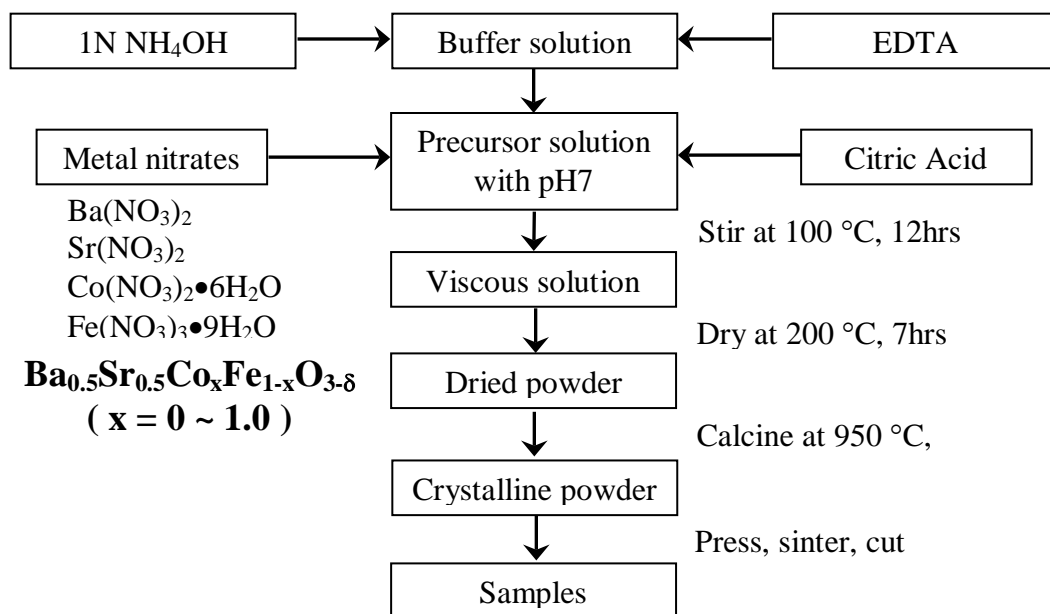 1N NH₄OH
Buffer solution
EDTA
Metal nitrates
Precursor solution
with pH7
Citric Acid
Ba(NO₃)₂
Sr(NO₃)₂
Co(NO₃)₂•6H₂O
Fe(NO₃)₃•9H₂O
Ba₀.₅Sr₀.₅CoₓFe₁₋ₓO₃₋δ
( x = 0 ~ 1.0 )
Stir at 100 °C, 12hrs
Viscous solution
Dry at 200 °C, 7hrs
Dried powder
Calcine at 950 °C,
Crystalline powder
Press, sinter, cut
Samples